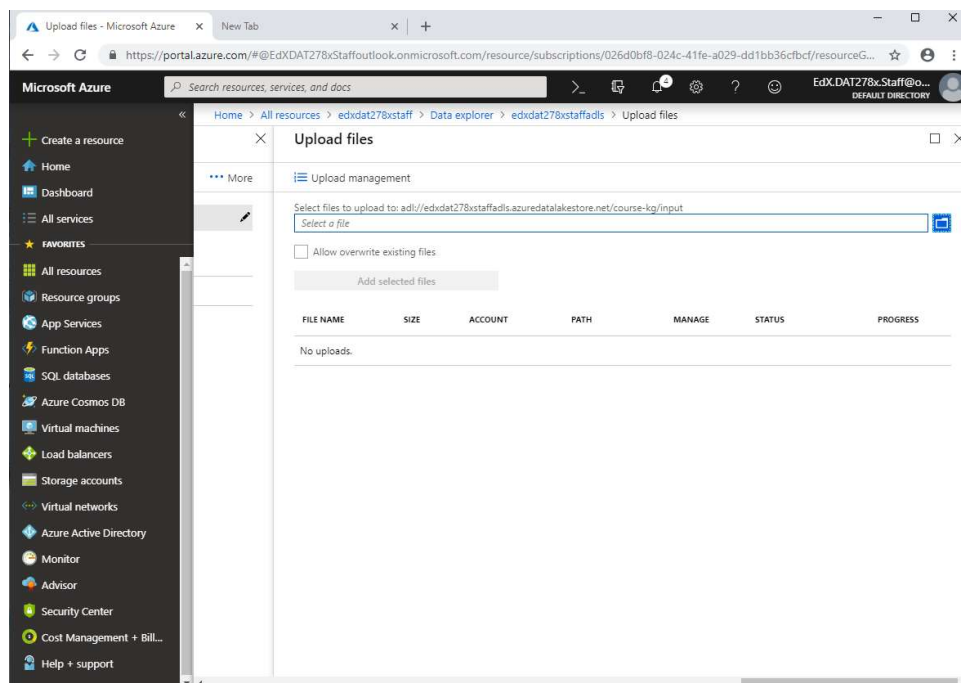 Upload files - Microsoft Azure
New Tab
https://portal.azure.com/#@EdXDAT278xStaffoutlook.onmicrosoft.com/resource/subscriptions/026d0bf8-024c-41fe-a029-dd1bb36cfbcf/resourceG...
Microsoft Azure
Search resources, services, and docs
4
EdX.DAT278x.Staff@o...
DEFAULT DIRECTORY
Home > All resources > edxdat278xstaff > Data explorer > edxdat278xstaffadls > Upload files
Create a resource
Home
Dashboard
All services
FAVORITES
All resources
Resource groups
App Services
Function Apps
SQL databases
Azure Cosmos DB
Virtual machines
Load balancers
Storage accounts
Virtual networks
Azure Active Directory
Monitor
Advisor
Security Center
Cost Management + Bill...
Help + support
More
Upload files
Upload management
Select files to upload to: adl://edxdat278xstaffadls.azuredatalakestore.net/course-kg/input
Select a file
Allow overwrite existing files
Add selected files
FILE NAME SIZE ACCOUNT PATH MANAGE STATUS PROGRESS
No uploads.